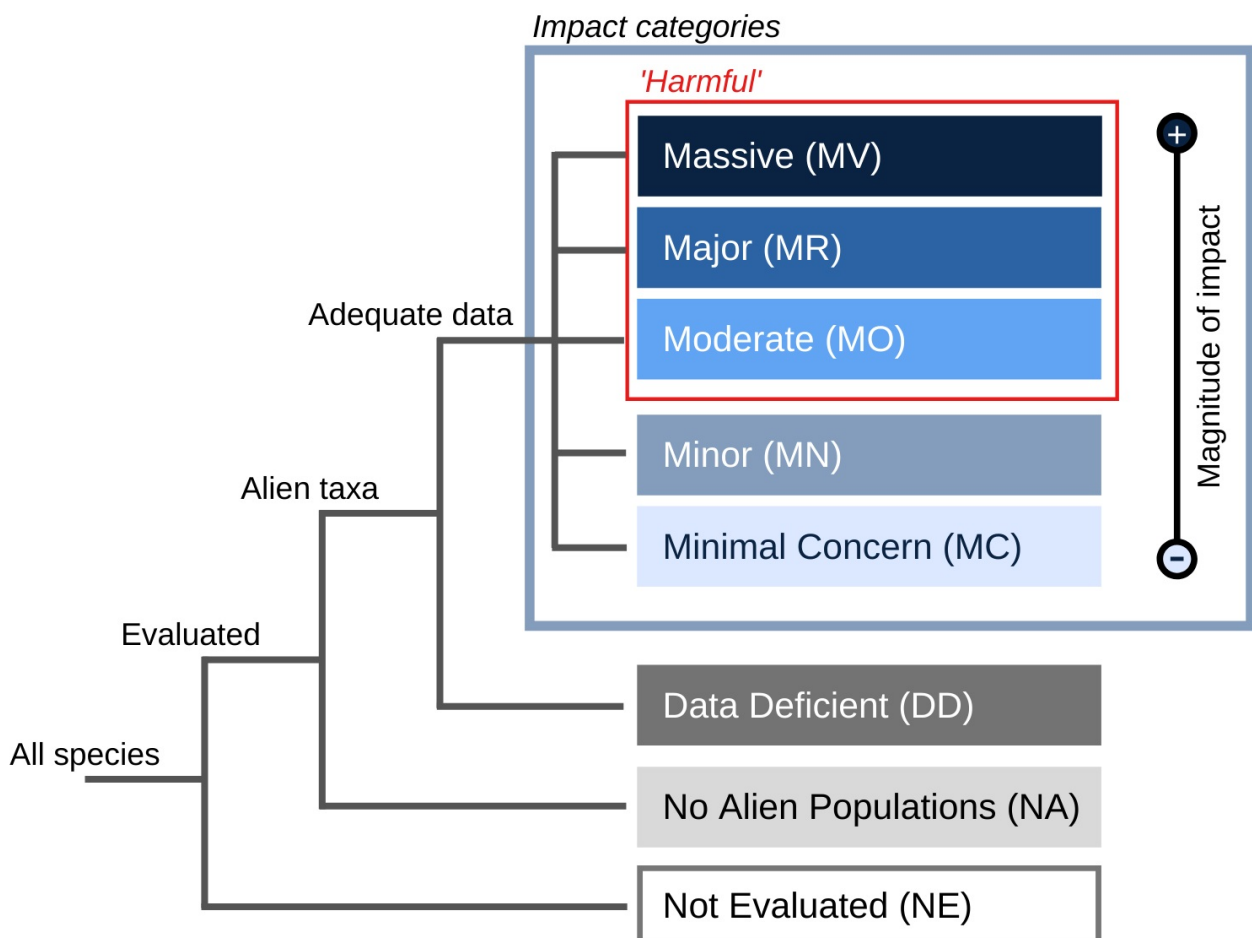 Impact categories
'Harmful'
Massive (MV)
+
Major (MR)
Magnitude of impact
Adequate data
Moderate (MO)
Minor (MN)
Alien taxa
Minimal Concern (MC)
-
Evaluated
Data Deficient (DD)
All species
No Alien Populations (NA)
Not Evaluated (NE)